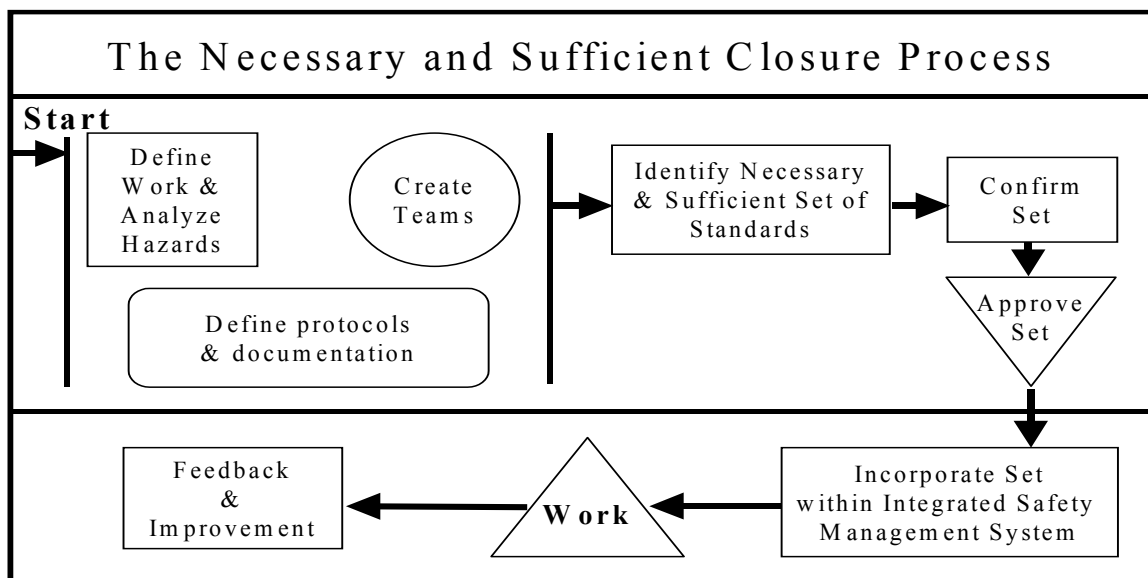 The Necessary and Sufficient Closure Process
Start
Define
Work &
Analyze
Hazards
Create
Teams
Define protocols
& documentation
Identify Necessary
& Sufficient Set of
Standards
Confirm
Set
Approve
Set
Incorporate Set
within Integrated Safety
Management System
Work
Feedback
&
Improvement